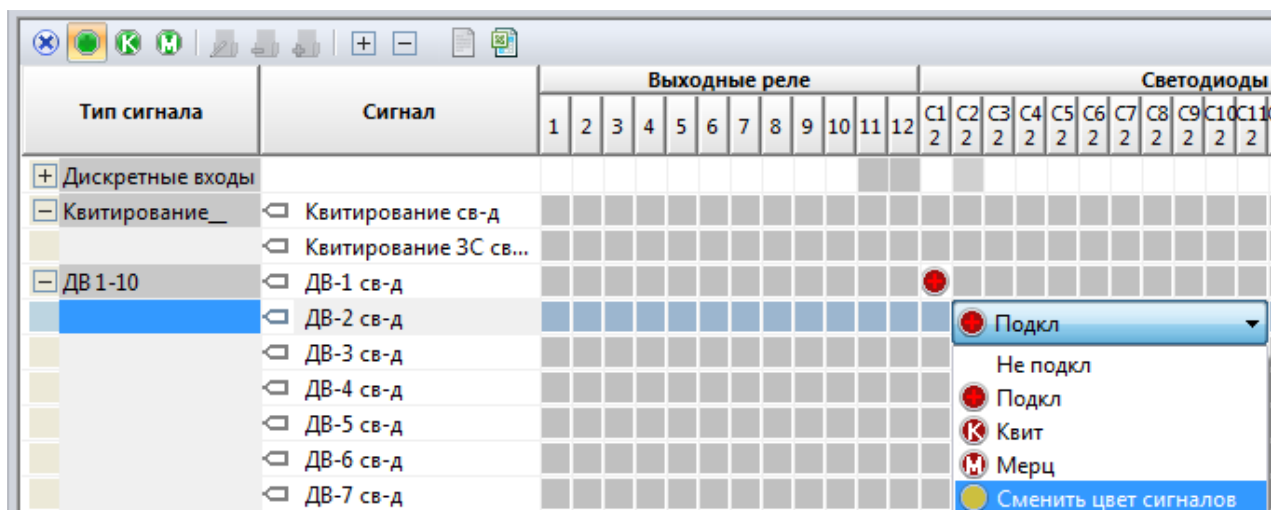 К М
Выходные реле Светодиоды
Тип сигнала Сигнал 1 2 3 4 5 6 7 8 9 10 11 12 С1 2 С2 2 С3 2 С4 2 С5 2 С6 2 С7 2 С8 2 С9 2 С10 2 С11 2
Дискретные входы
Квитирование__ Квитирование св-д
Квитирование ЗС св...
ДВ 1-10 ДВ-1 св-д
ДВ-2 св-д Подкл
ДВ-3 св-д Не подкл
ДВ-4 св-д Подкл
ДВ-5 св-д К Квит
ДВ-6 св-д М Мерц
ДВ-7 св-д Сменить цвет сигналов